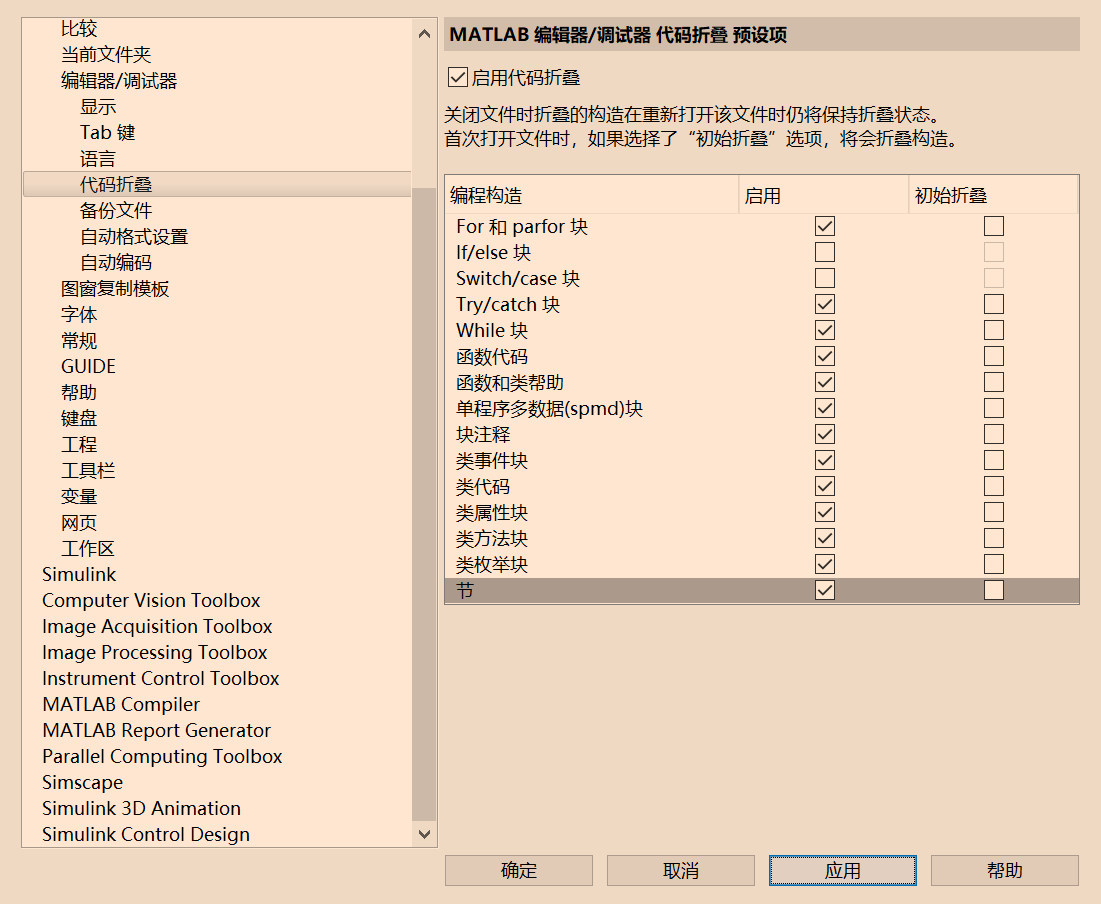 比较
当前文件夹
编辑器/调试器
显示
Tab 键
语言
代码折叠
备份文件
自动格式设置
自动编码
图窗复制模板
字体
常规
GUIDE
帮助
键盘
工程
工具栏
变量
网页
工作区
Simulink
Computer Vision Toolbox
Image Acquisition Toolbox
Image Processing Toolbox
Instrument Control Toolbox
MATLAB Compiler
MATLAB Report Generator
Parallel Computing Toolbox
Simscape
Simulink 3D Animation
Simulink Control Design
MATLAB 编辑器/调试器 代码折叠 预设项
启用代码折叠
关闭文件时折叠的构造在重新打开该文件时仍将保持折叠状态。
首次打开文件时，如果选择了“初始折叠”选项，将会折叠构造。
编程构造 启用 初始折叠
For 和 parfor 块
If/else 块
Switch/case 块
Try/catch 块
While 块
函数代码
函数和类帮助
单程序多数据(spmd)块
块注释
类事件块
类代码
类属性块
类方法块
类枚举块
节
确定 取消 应用 帮助